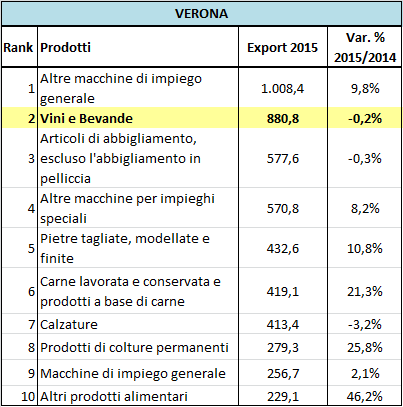 VERONA
Rank Prodotti Export 2015 Var. % 2015/2014
1 Altre macchine di impiego generale 1.008,4 9,8%
2 Vini e Bevande 880,8 -0,2%
3 Articoli di abbigliamento, escluso l'abbigliamento in pelliccia 577,6 -0,3%
4 Altre macchine per impieghi speciali 570,8 8,2%
5 Pietre tagliate, modellate e finite 432,6 10,8%
6 Carne lavorata e conservata e prodotti a base di carne 419,1 21,3%
7 Calzature 413,4 -3,2%
8 Prodotti di colture permanenti 279,3 25,8%
9 Macchine di impiego generale 256,7 2,1%
10 Altri prodotti alimentari 229,1 46,2%